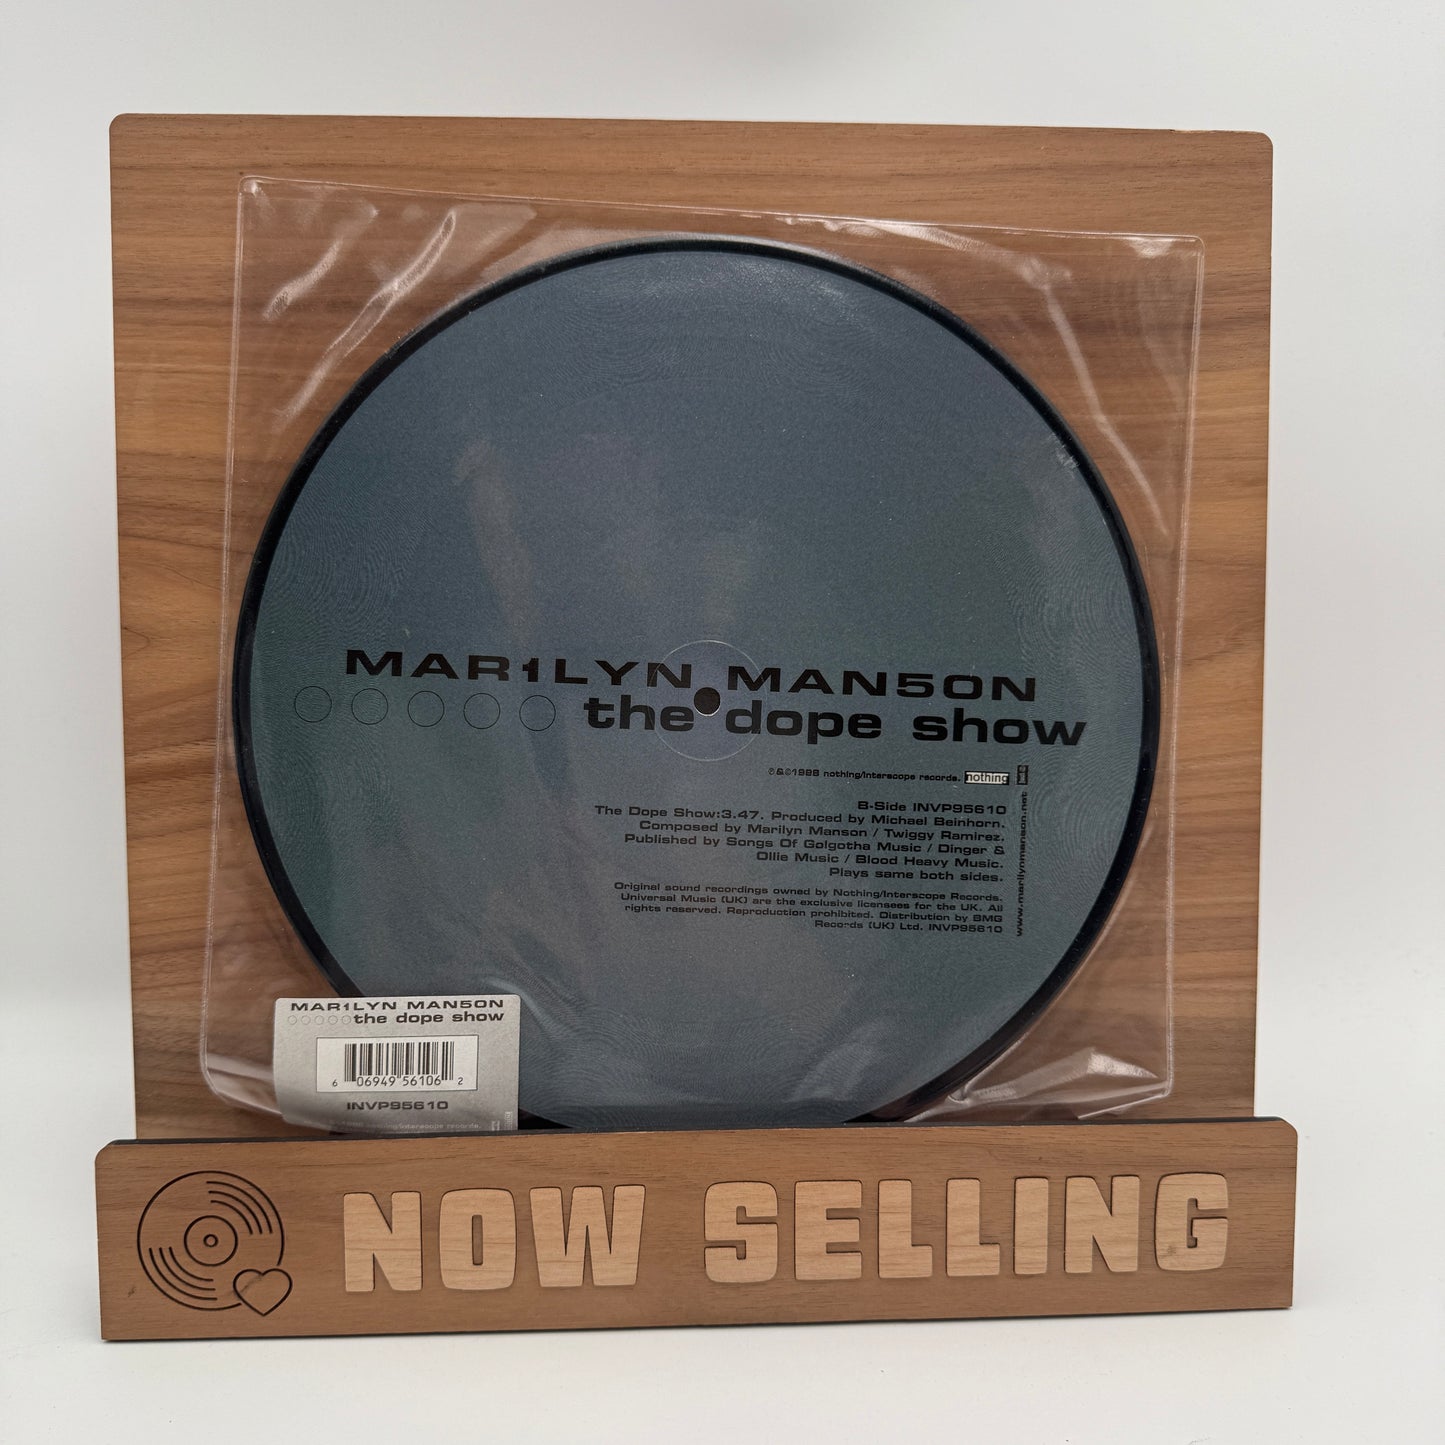 MAR1LYN MAN5ON
the dope show
℗&©1998 nothing/interscope records. nothing
B-Side INVP95610
The Dope Show:3.47. Produced by Michael Beinhorn.
Composed by Marilyn Manson / Twiggy Ramirez.
Published by Songs Of Golgotha Music / Dinger &
Ollie Music / Blood Heavy Music.
Plays same both sides.
Original sound recordings owned by Nothing/Interscope Records.
Universal Music (UK) are the exclusive licensees for the UK. All
rights reserved. Reproduction prohibited. Distribution by BMG
Records (UK) Ltd. INVP95610
www.marilynmanson.net
MAR1LYN MAN5ON
the dope show
6 06949 56106 2
INVP95610
1998 nothing/interscope records.
NOW SELLING